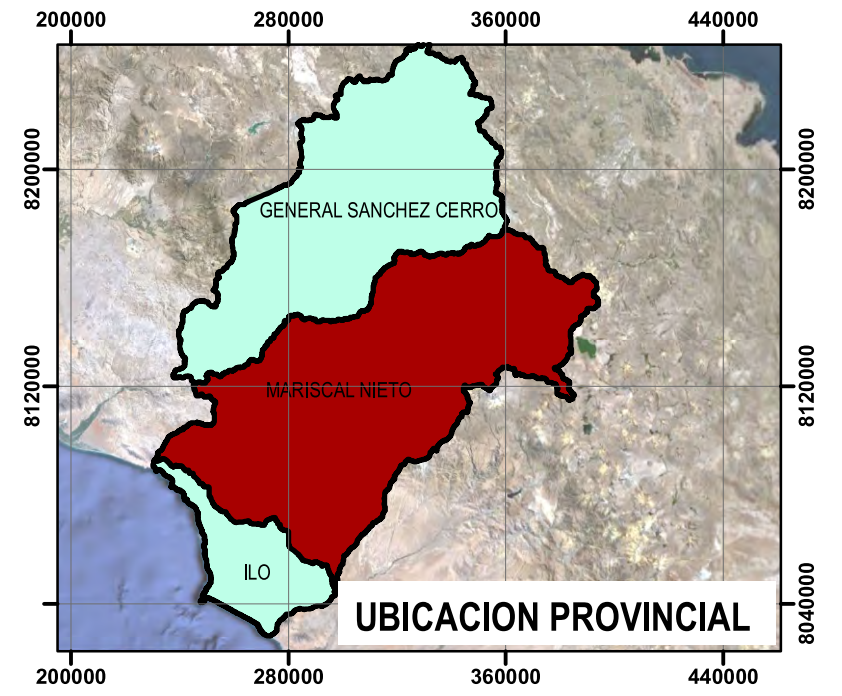 200000 280000 360000 440000
8200000 8200000
GENERAL SANCHEZ CERRO
8120000 8120000
MARISCAL NIETO
ILO
UBICACION PROVINCIAL
8040000
200000 280000 360000 440000